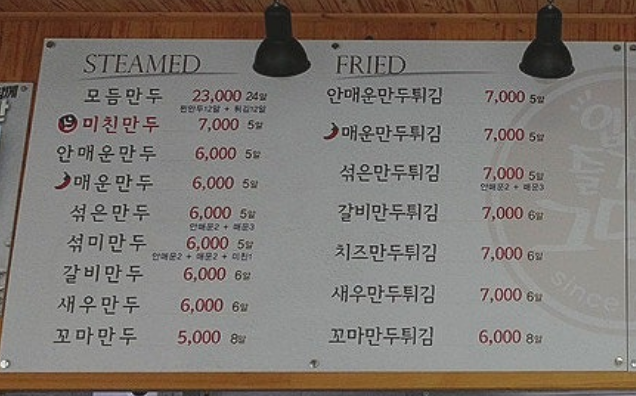 STEAMED
모듬만두 23,000 24알
찐만두12알 + 튀김12알
미친만두 7,000 5알
안매운만두 6,000 5알
매운만두 6,000 5알
섞은만두 6,000 5알
안매운2 + 매운3
섞미만두 6,000 5알
안매운2 + 매운2 + 미친1
갈비만두 6,000 6알
새우만두 6,000 6알
꼬마만두 5,000 8알
FRIED
안매운만두튀김 7,000 5알
매운만두튀김 7,000 5알
섞은만두튀김 7,000 5알
안매운2 + 매운3
갈비만두튀김 7,000 6알
치즈만두튀김 7,000 6알
새우만두튀김 7,000 6알
꼬마만두튀김 6,000 8알
since